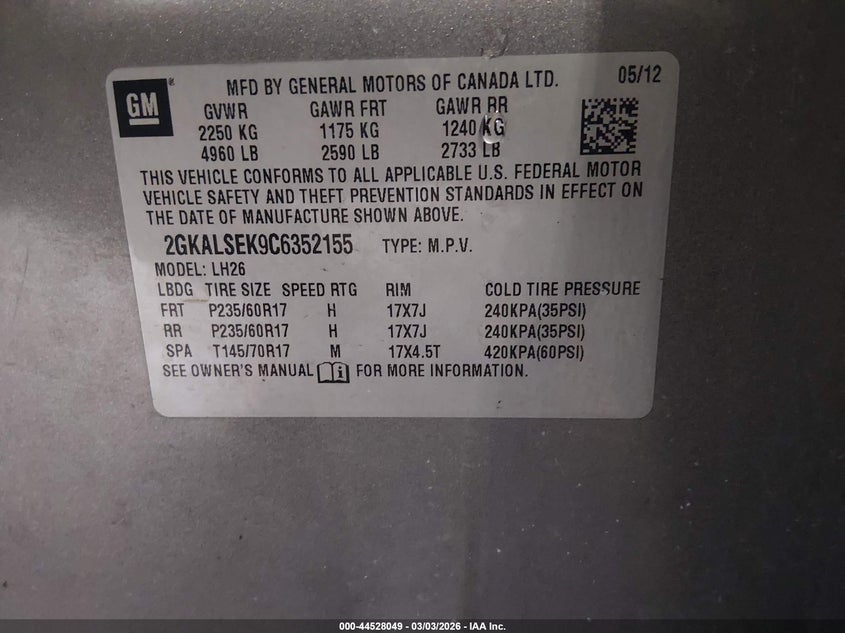 GM ®
MFD BY GENERAL MOTORS OF CANADA LTD. 05/12
GVWR GAWR FRT GAWR RR
2250 KG 1175 KG 1240 KG
4960 LB 2590 LB 2733 LB
THIS VEHICLE CONFORMS TO ALL APPLICABLE U.S. FEDERAL MOTOR
VEHICLE SAFETY AND THEFT PREVENTION STANDARDS IN EFFECT ON
THE DATE OF MANUFACTURE SHOWN ABOVE.
2GKALSEK9C6352155 TYPE: M.P.V.
MODEL: LH26
LBDG TIRE SIZE SPEED RTG RIM COLD TIRE PRESSURE
FRT P235/60R17 H 17X7J 240KPA(35PSI)
RR P235/60R17 H 17X7J 240KPA(35PSI)
SPA T145/70R17 M 17X4.5T 420KPA(60PSI)
SEE OWNER'S MANUAL i FOR MORE INFORMATION.
000-44528049 - 03/03/2026 - IAA Inc.